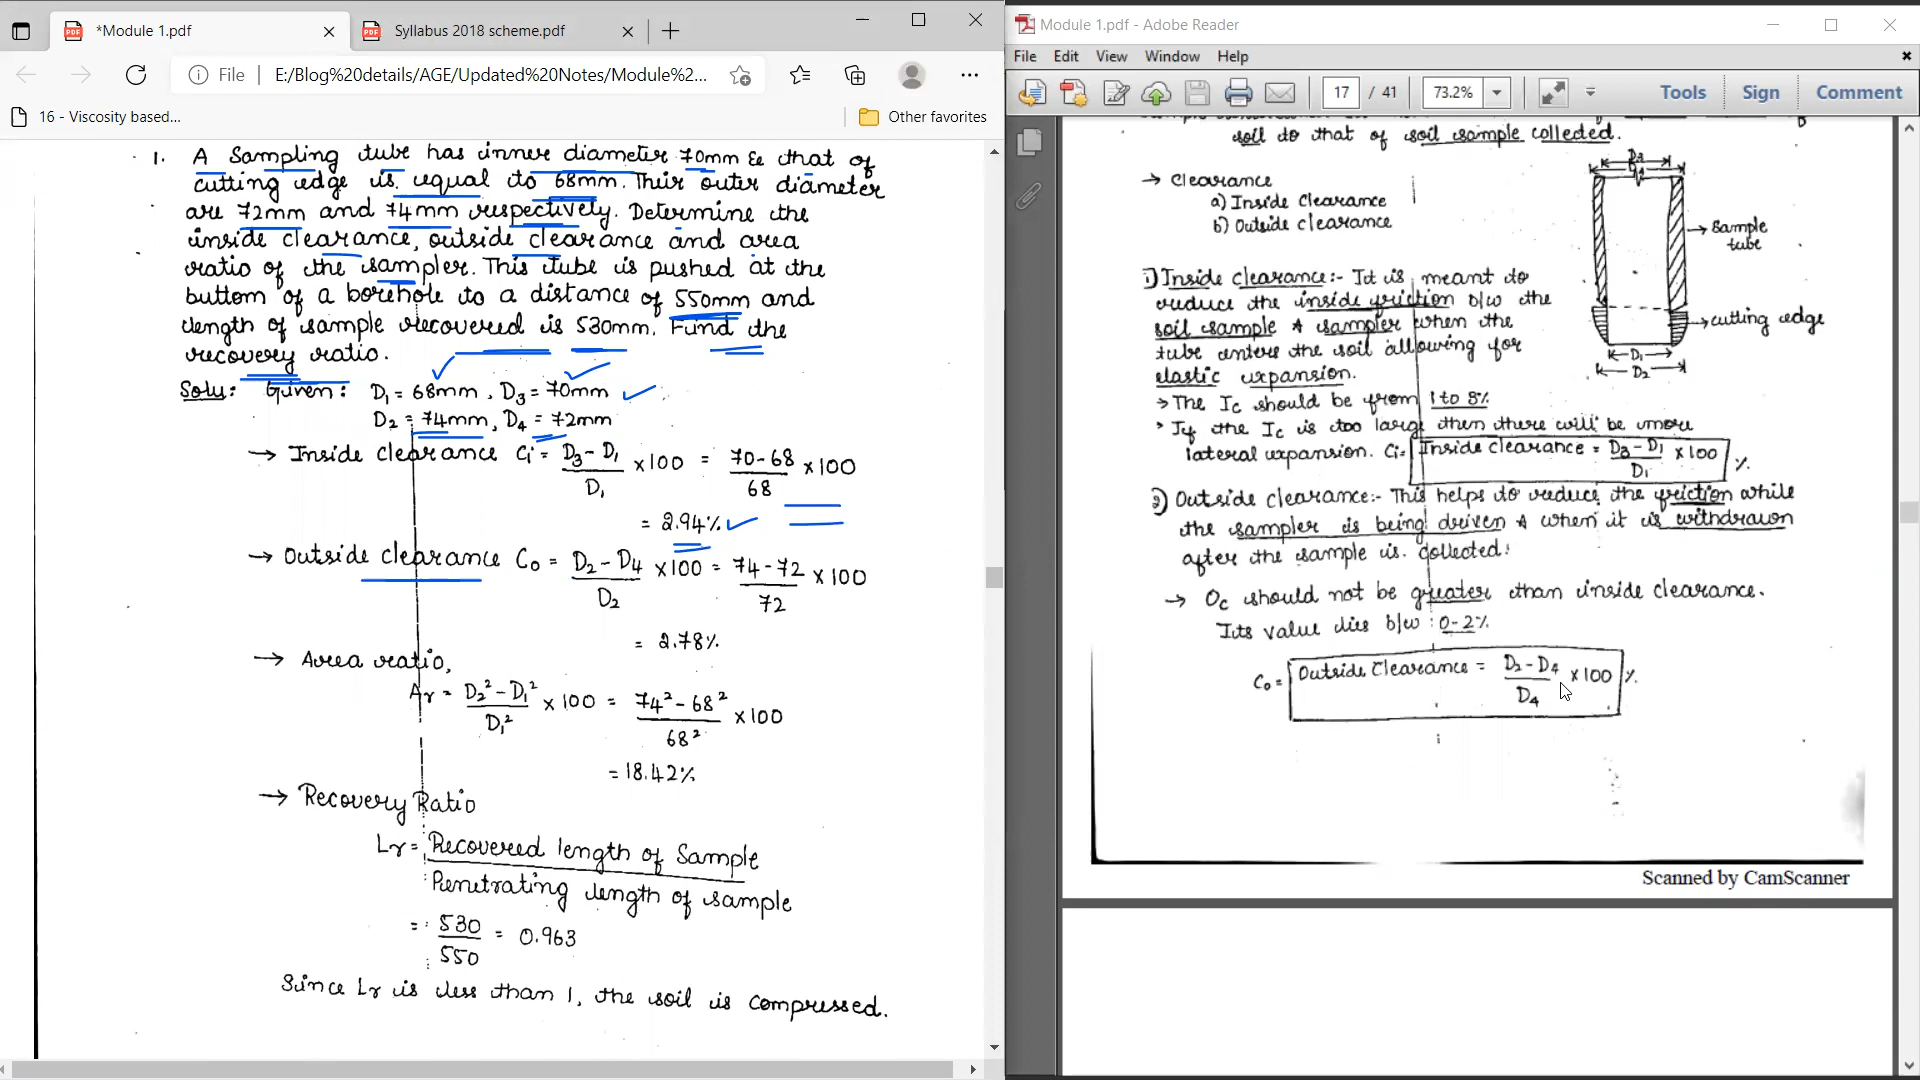 *Module 1.pdf
Syllabus 2018 scheme.pdf
File
E:/Blog%20details/AGE/Updated%20Notes/Module%2...
16 - Viscosity based...
Other favorites
1. A Sampling tube has inner diameter 70mm & that of
cutting edge is equal to 68mm. Their outer diameter
are 72mm and 74mm respectively. Determine the
inside clearance, outside clearance and area
ratio of the sampler. This tube is pushed at the
buttom of a borehole to a distance of 550mm and
length of sample recovered is 530mm. Find the
recovery ratio.
Solu: Given: D1 = 68mm, D3 = 70mm
D2 = 74mm, D4 = 72mm
→ Inside clearance Ci = D3 - D1 / D1 ×100 = 70-68 / 68 ×100
= 2.94%
→ Outside clearance Co = D2 - D4 / D2 ×100 = 74-72 / 72 ×100
= 2.78%
→ Area ratio,
Ar = D2² - D1² / D1² ×100 = 74² - 68² / 68² ×100
= 18.42%
→ Recovery Ratio
Lr = Recovered length of Sample
Penetrating length of sample
= 530 / 550 = 0.963
Since Lr is less than 1, the soil is compressed.
Module 1.pdf - Adobe Reader
File Edit View Window Help
17 / 41 73.2% Tools Sign Comment
soil to that of soil sample colleded.
→ Clearance
a) Inside Clearance
b) Outside clearance
D3
D4
→ Sample
tube
→ cutting edge
D1
D2
1) Inside clearance:- It is meant to
reduce the inside friction b/w the
soil sample & sampler when the
tube enters the soil allowing for
elastic expansion.
→ The Ic should be from 1 to 8%
→ If the Ic is too large then there will be more
lateral expansion. Ci = Inside clearance = D3 - D1 / D1 ×100 %
2) Outside clearance:- This helps to reduce the friction while
the sampler is being driven & when it is withdrawn
after the sample is collected.
→ Oc should not be greater than inside clearance.
Its value lies b/w 0-2%
Co = Outside Clearance = D2 - D4 / D4 ×100 %
Scanned by CamScanner